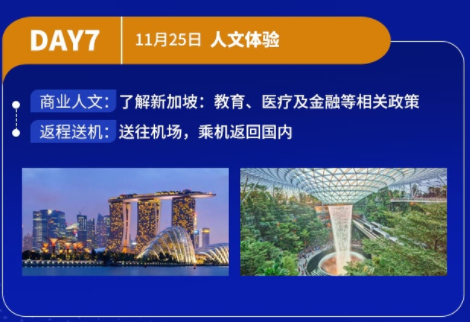 DAY7 11月25日 人文体验
商业人文：了解新加坡：教育、医疗及金融等相关政策
返程送机：送往机场，乘机返回国内